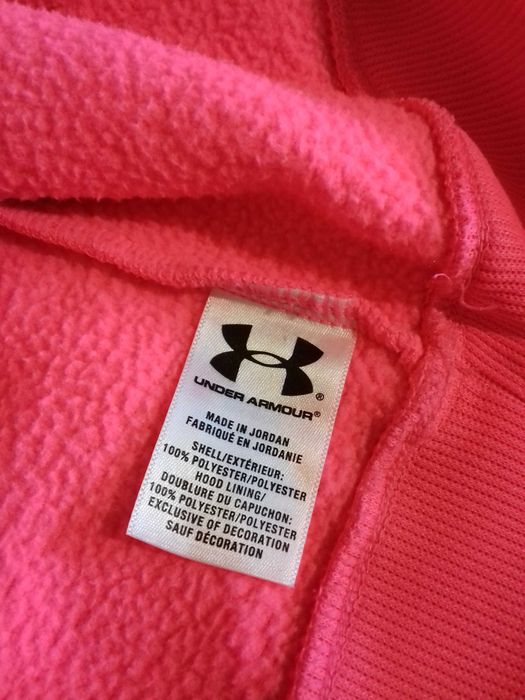 UNDER ARMOUR®
MADE IN JORDAN
FABRIQUÉ EN JORDANIE
SHELL/EXTÉRIEUR:
100% POLYESTER/POLYESTER
HOOD LINING/
DOUBLURE DU CAPUCHON:
100% POLYESTER/POLYESTER
EXCLUSIVE OF DECORATION
SAUF DÉCORATION